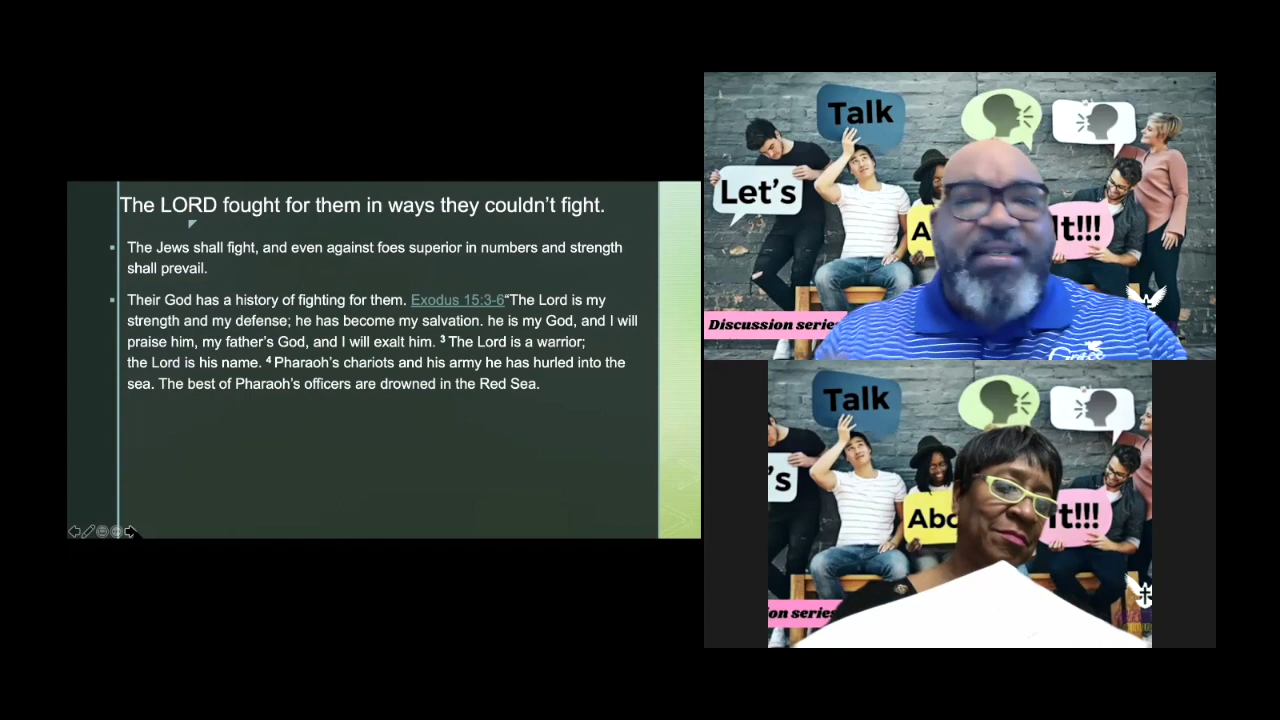 The LORD fought for them in ways they couldn’t fight.
The Jews shall fight, and even against foes superior in numbers and strength
shall prevail.
Their God has a history of fighting for them. Exodus 15:3-6“The Lord is my
strength and my defense; he has become my salvation. he is my God, and I will
praise him, my father’s God, and I will exalt him. ³ The Lord is a warrior;
the Lord is his name. ⁴ Pharaoh’s chariots and his army he has hurled into the
sea. The best of Pharaoh’s officers are drowned in the Red Sea.
Talk
Let’s
A
It!!!
Discussion series
Grace
Talk
’s
Abo
It!!!
ion series